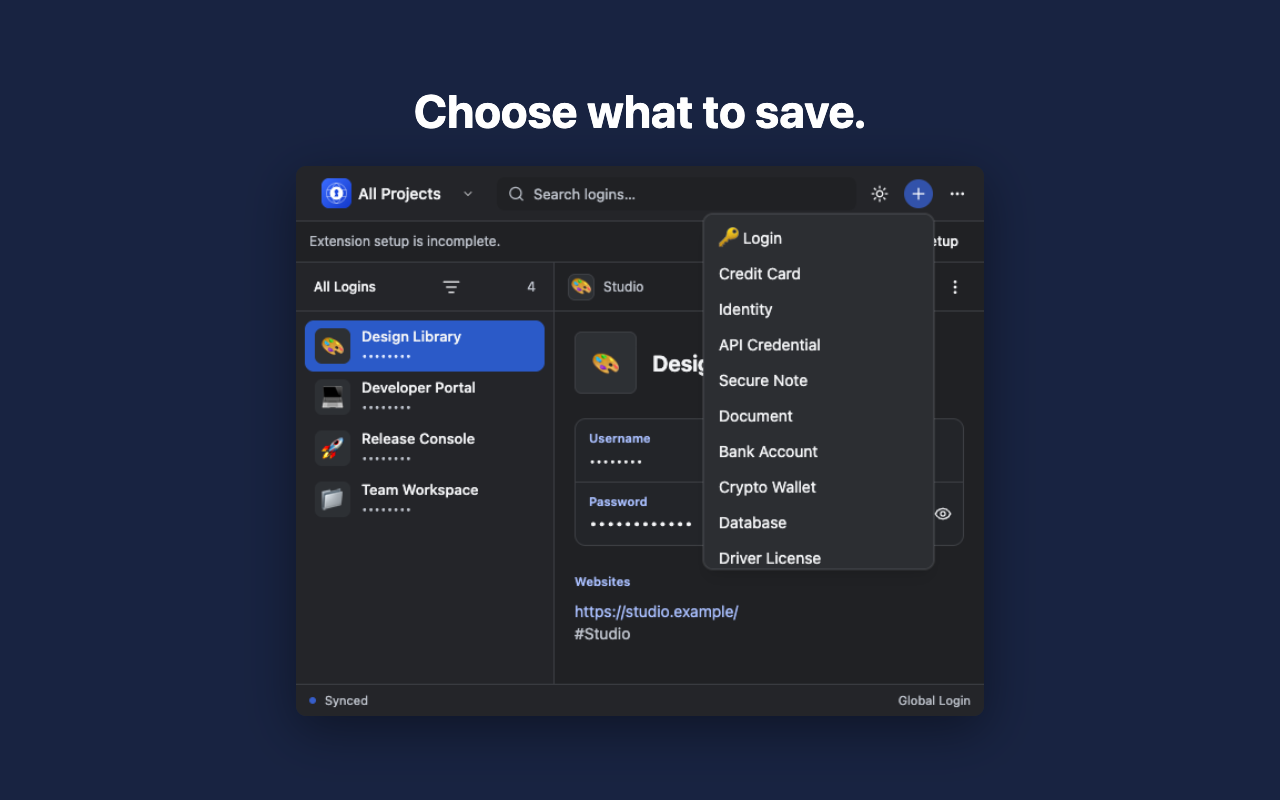 Choose what to save.
All Projects
Search logins...
Extension setup is incomplete.
All Logins
4
Studio
Design Library
••••••••
Developer Portal
••••••••
Release Console
••••••••
Team Workspace
••••••••
Username
••••••••
Password
••••••••••••
Websites
https://studio.example/
#Studio
🔑 Login
Credit Card
Identity
API Credential
Secure Note
Document
Bank Account
Crypto Wallet
Database
Driver License
Synced
Global Login